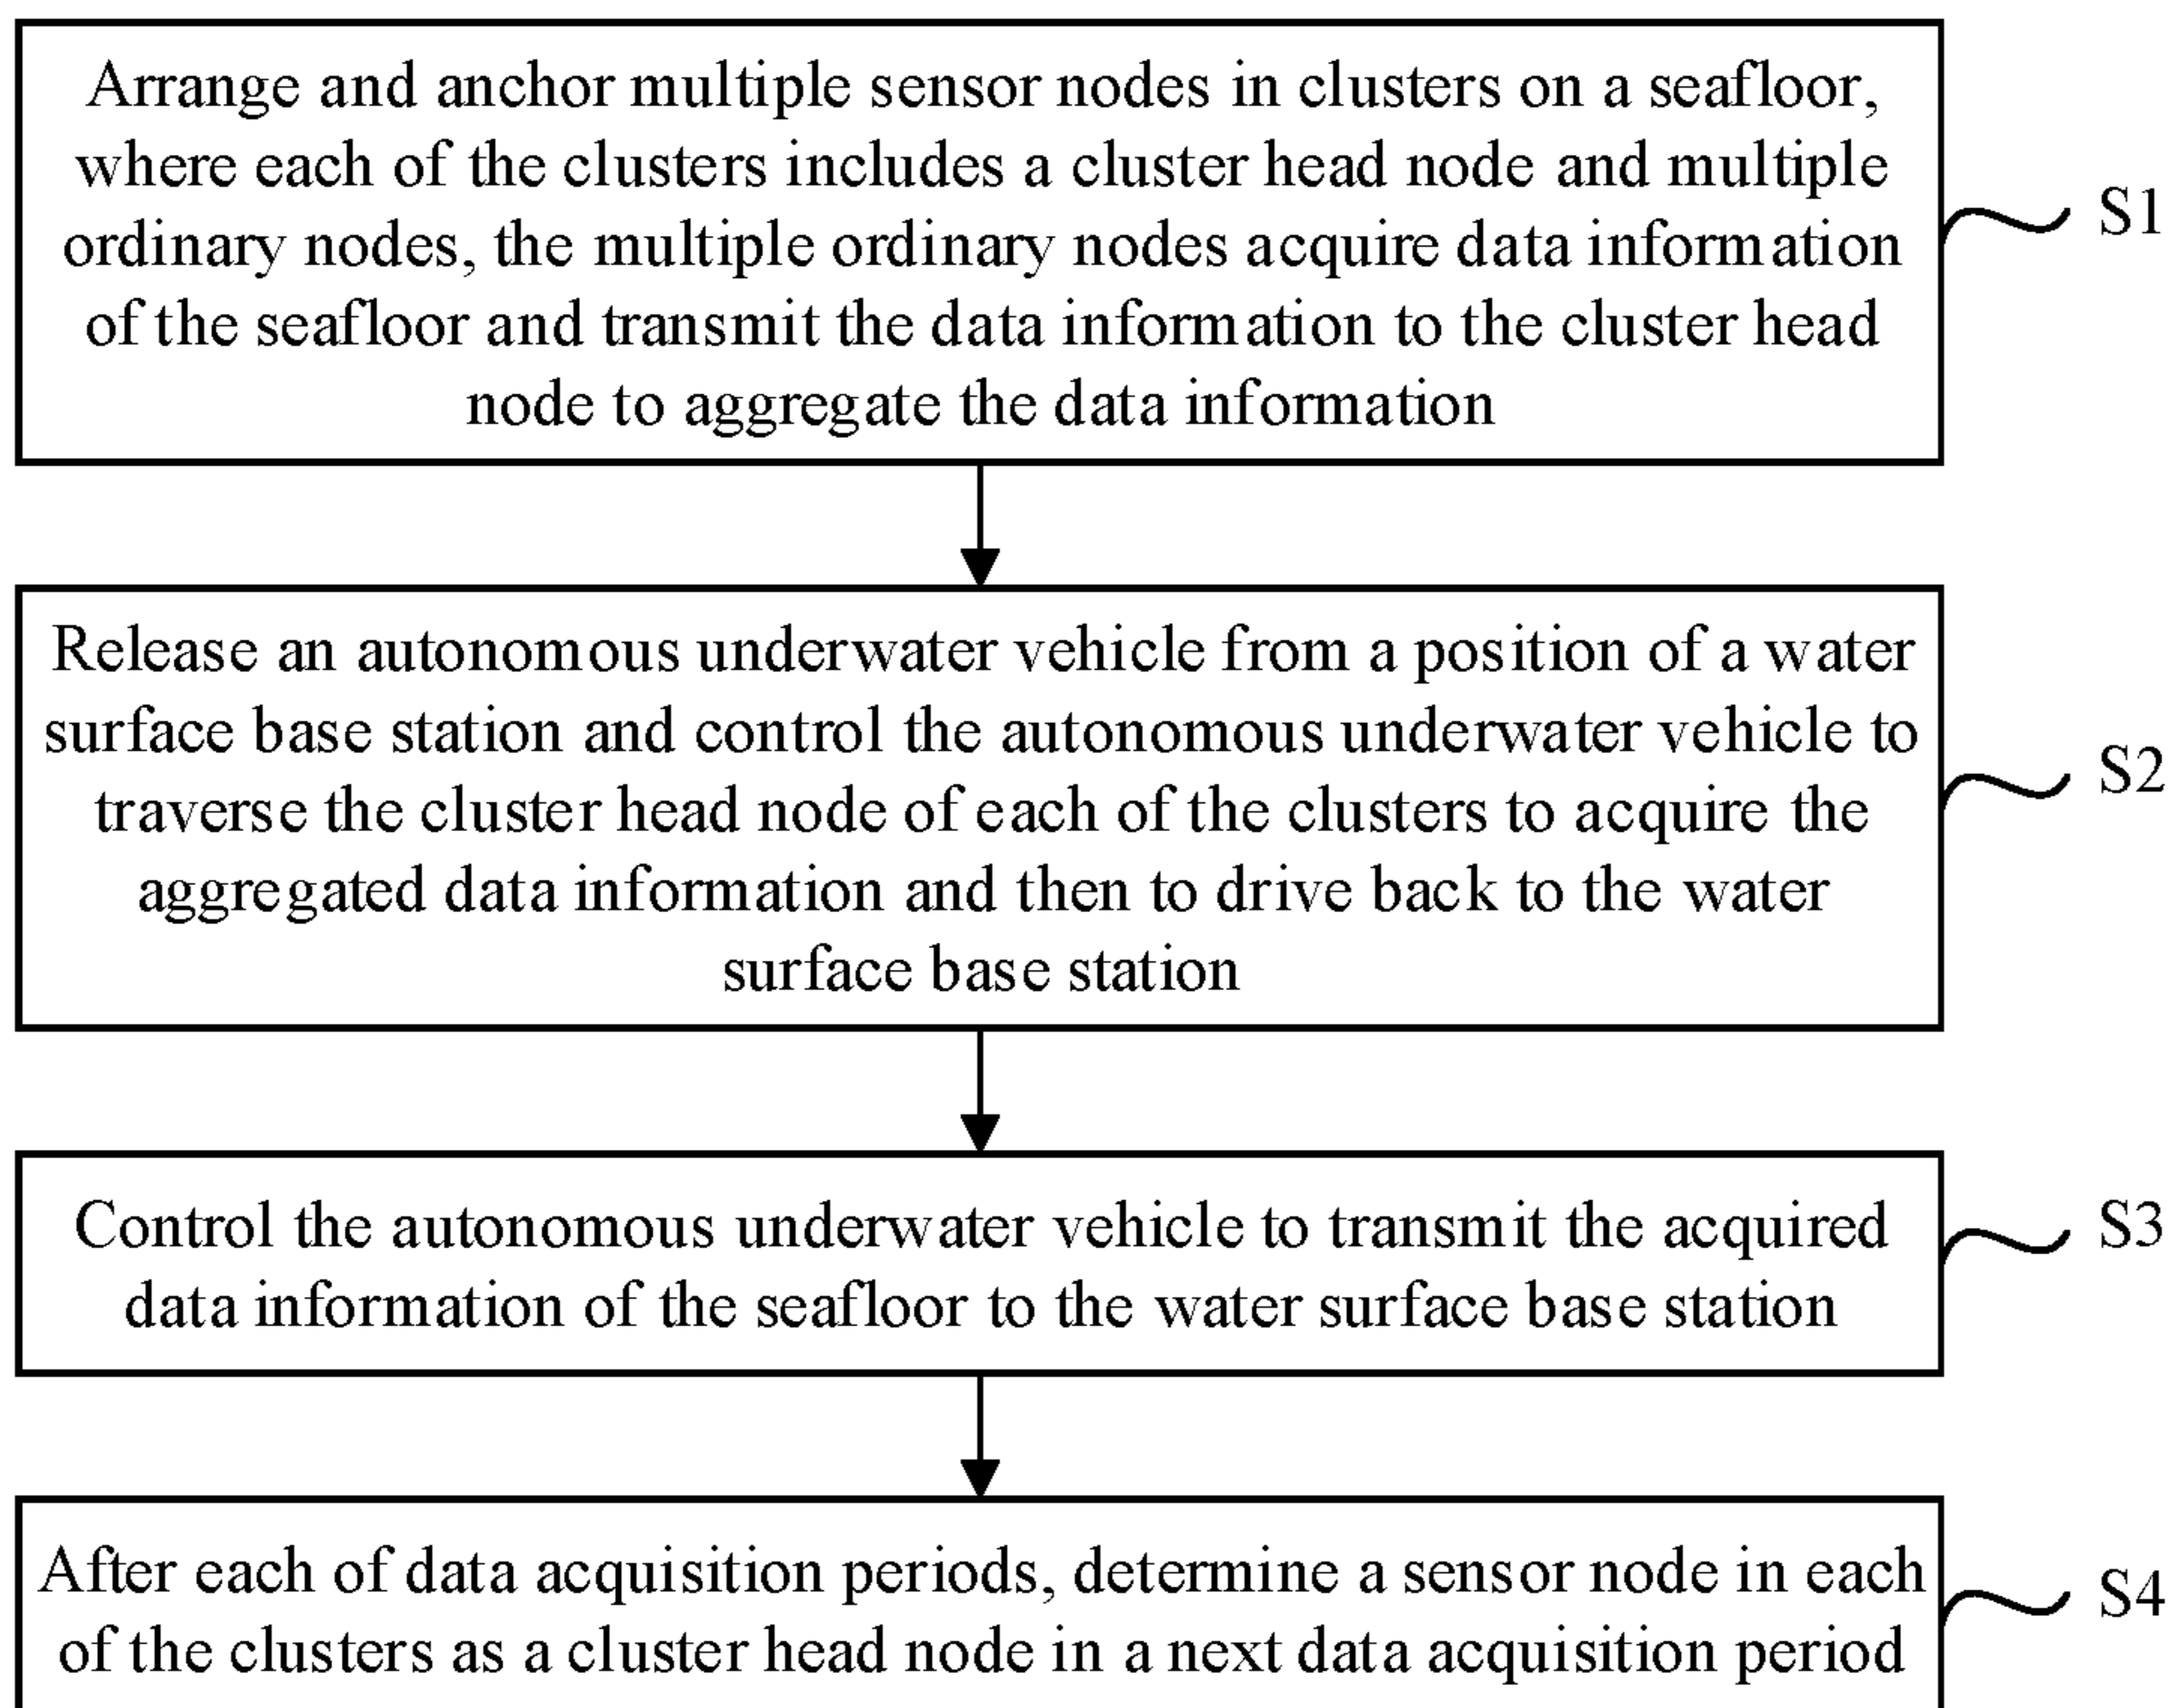 Arrange and anchor multiple sensor nodes in clusters on a seafloor,
where each of the clusters includes a cluster head node and multiple
ordinary nodes, the multiple ordinary nodes acquire data information
of the seafloor and transmit the data information to the cluster head
node to aggregate the data information
S1
Release an autonomous underwater vehicle from a position of a water
surface base station and control the autonomous underwater vehicle to
traverse the cluster head node of each of the clusters to acquire the
aggregated data information and then to drive back to the water
surface base station
S2
Control the autonomous underwater vehicle to transmit the acquired
data information of the seafloor to the water surface base station
S3
After each of data acquisition periods, determine a sensor node in each
of the clusters as a cluster head node in a next data acquisition period
S4